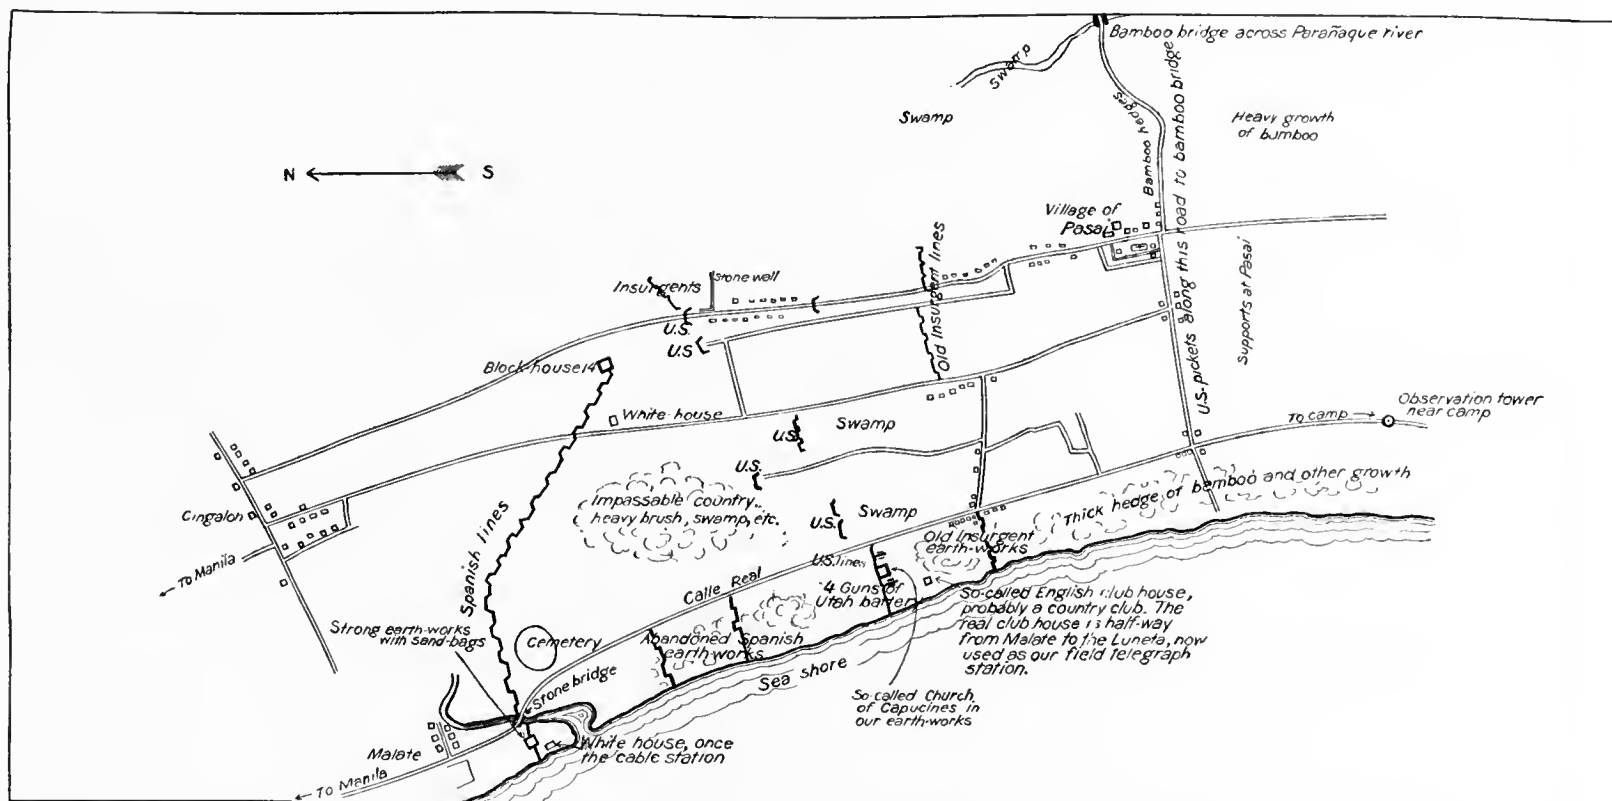 Bamboo bridge across Parañaque river
Swamp
Swamp
Bamboo hedges
Heavy growth
of bumboo
N S
Village of
Pasai
U.S. pickets along this road to bamboo bridge
Supports at Pasai
Old Insurgent lines
Insurgents
Stone wall
U.S.
U.S
Block-house 14
White-house
U.S.
Swamp
To camp
Observation tower
near camp
U.S.
Impassable country
heavy brush, swamp, etc.
U.S.
Swamp
Thick hedge of bamboo and other growth
Cingalon
To Manila
Spanish lines
Old Insurgent
earth-works
U.S. lines
Calle Real
4 Guns of
Utah battery
So-called English club house,
probably a country club. The
real club house is half-way
from Malate to the Luneta, now
used as our field telegraph
station.
Strong earth-works
with sand-bags
Cemetery
Abandoned Spanish
earth-works
Stone bridge
Sea shore
So-called Church
of Capucines in
our earth-works
Malate
White house, once
the cable station
To Manila